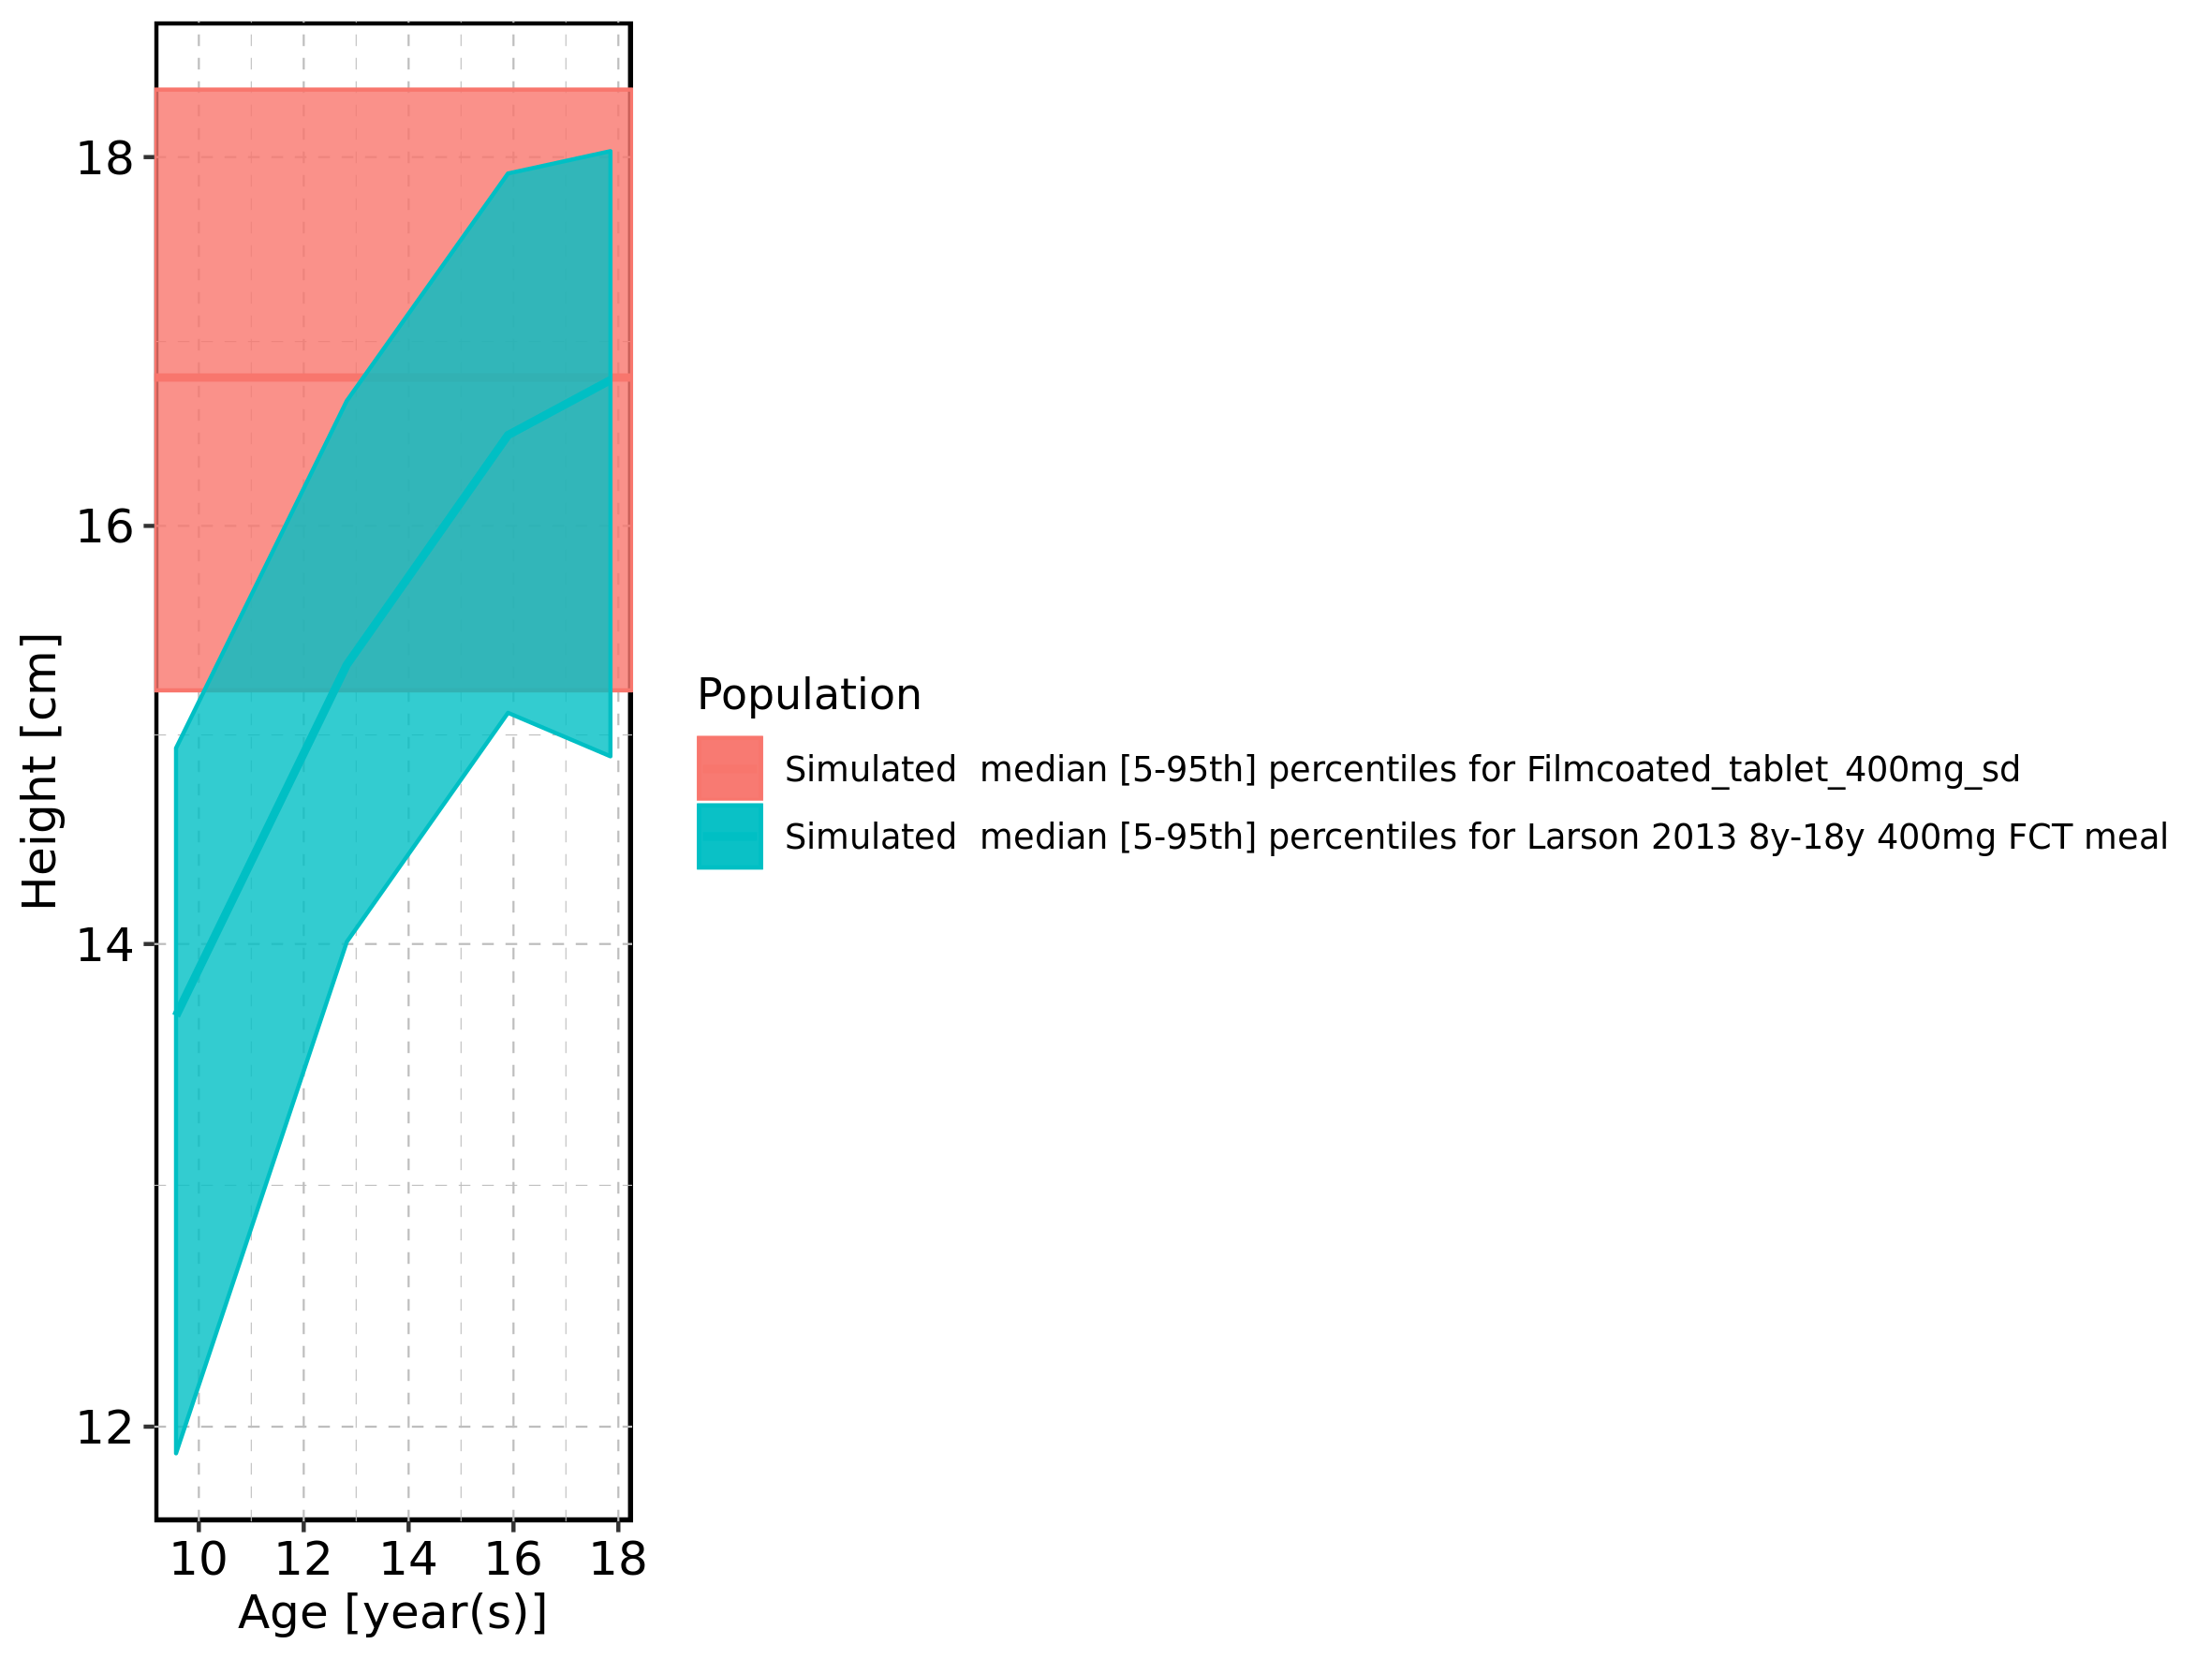 18
16
14
12
Height [cm]
10 12 14 16 18
Age [year(s)]
Population
Simulated  median [5-95th] percentiles for Filmcoated_tablet_400mg_sd
Simulated  median [5-95th] percentiles for Larson 2013 8y-18y 400mg FCT meal